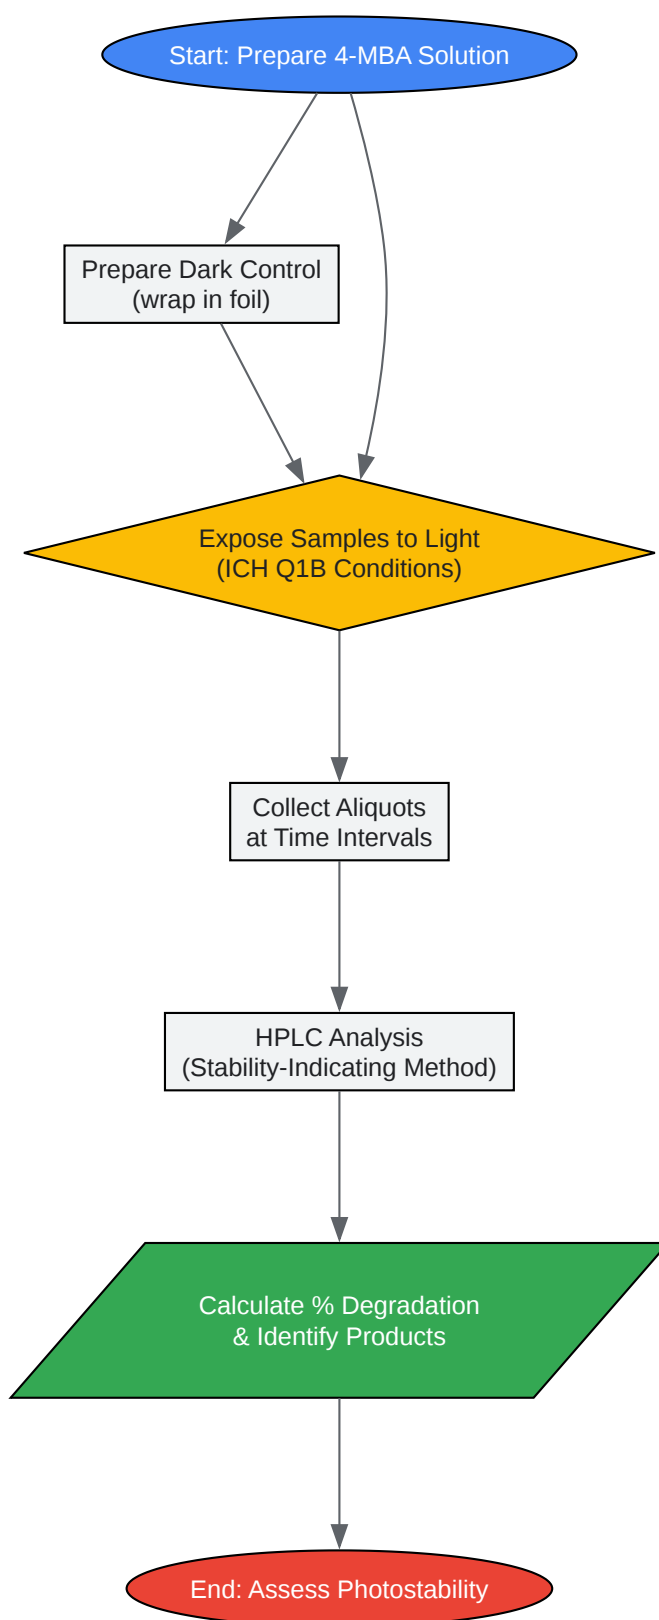 Start: Prepare 4-MBA Solution
Prepare Dark Control
(wrap in foil)
Expose Samples to Light
(ICH Q1B Conditions)
Collect Aliquots
at Time Intervals
HPLC Analysis
(Stability-Indicating Method)
Calculate % Degradation
& Identify Products
End: Assess Photostability